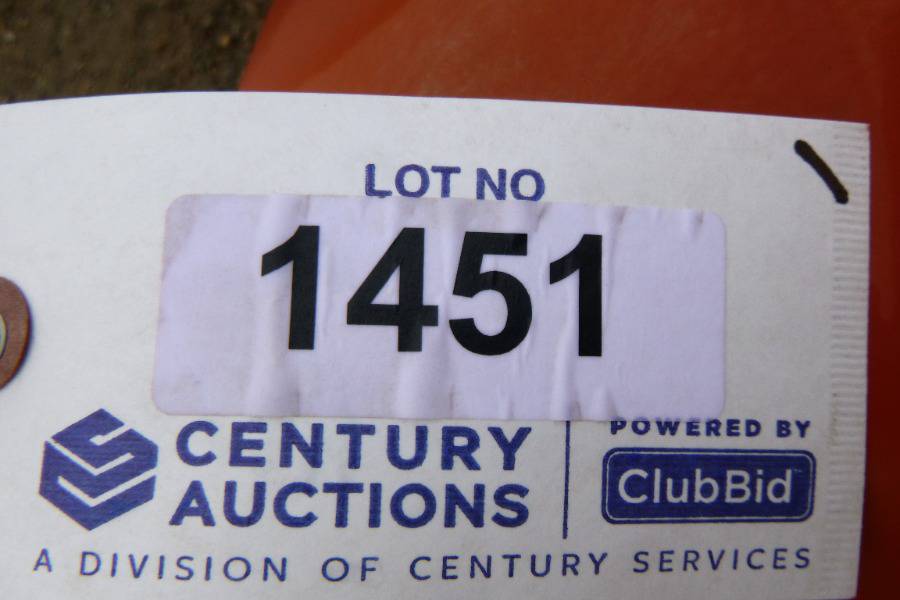 LOT NO
1451
CENTURY
AUCTIONS
POWERED BY
ClubBid
A DIVISION OF CENTURY SERVICES